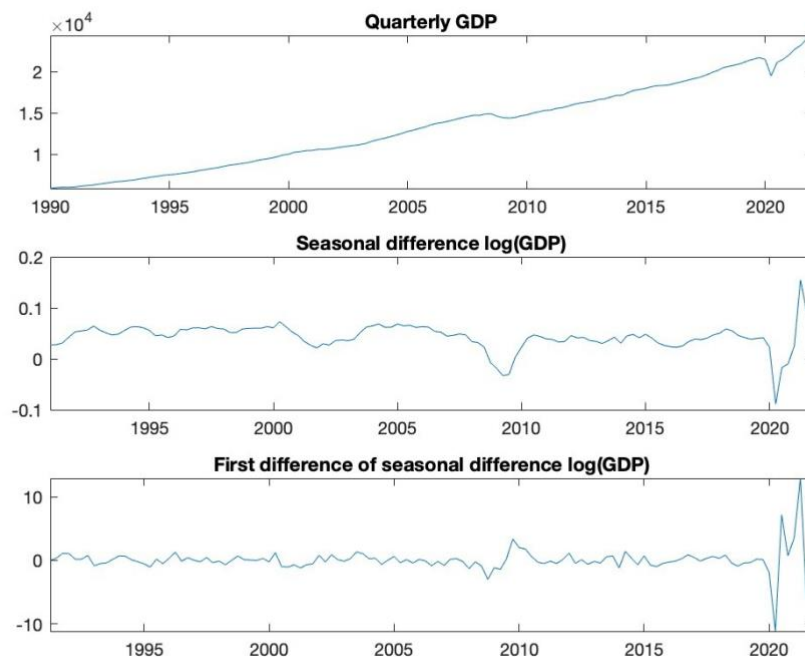 Quarterly GDP
×10⁴
2
1.5
1
1990 1995 2000 2005 2010 2015 2020
Seasonal difference log(GDP)
0.2
0.1
0
-0.1
1995 2000 2005 2010 2015 2020
First difference of seasonal difference log(GDP)
10
0
-10
1995 2000 2005 2010 2015 2020